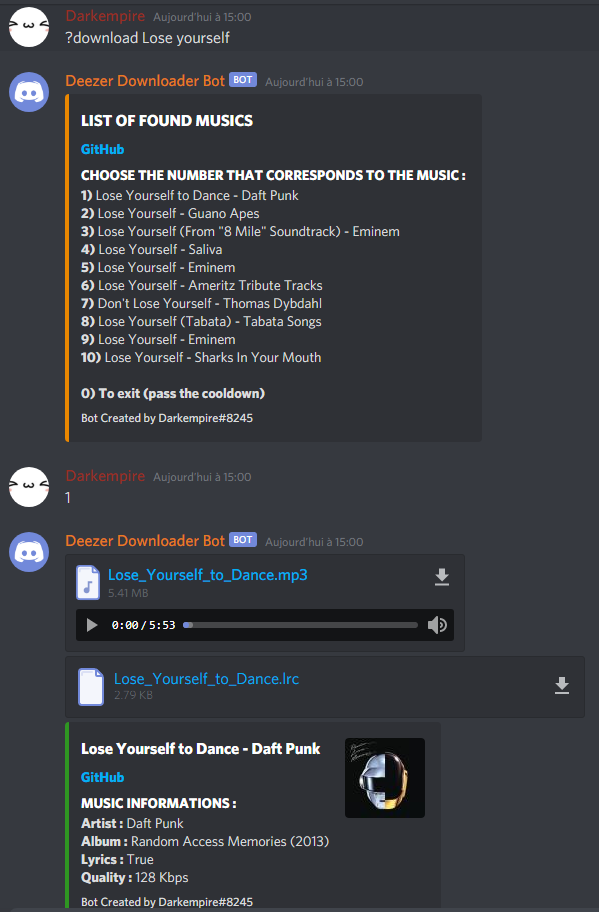 Darkempire Aujourd'hui à 15:00
?download Lose yourself
Deezer Downloader Bot BOT Aujourd'hui à 15:00
LIST OF FOUND MUSICS
GitHub
CHOOSE THE NUMBER THAT CORRESPONDS TO THE MUSIC :
1) Lose Yourself to Dance - Daft Punk
2) Lose Yourself - Guano Apes
3) Lose Yourself (From "8 Mile" Soundtrack) - Eminem
4) Lose Yourself - Saliva
5) Lose Yourself - Eminem
6) Lose Yourself - Ameritz Tribute Tracks
7) Don't Lose Yourself - Thomas Dybdahl
8) Lose Yourself (Tabata) - Tabata Songs
9) Lose Yourself - Eminem
10) Lose Yourself - Sharks In Your Mouth
0) To exit (pass the cooldown)
Bot Created by Darkempire#8245
Darkempire Aujourd'hui à 15:00
1
Deezer Downloader Bot BOT Aujourd'hui à 15:00
Lose_Yourself_to_Dance.mp3
5.41 MB
0:00 / 5:53
Lose_Yourself_to_Dance.lrc
2.79 KB
Lose Yourself to Dance - Daft Punk
GitHub
MUSIC INFORMATIONS :
Artist : Daft Punk
Album : Random Access Memories (2013)
Lyrics : True
Quality : 128 Kbps
Bot Created by Darkempire#8245